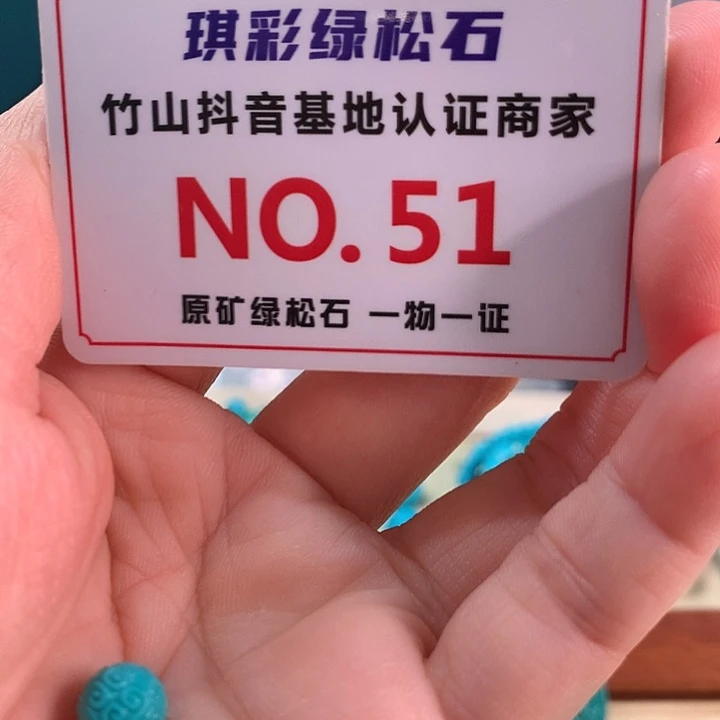 琪彩绿松石
竹山抖音基地认证商家
NO. 51
原矿绿松石 一物一证